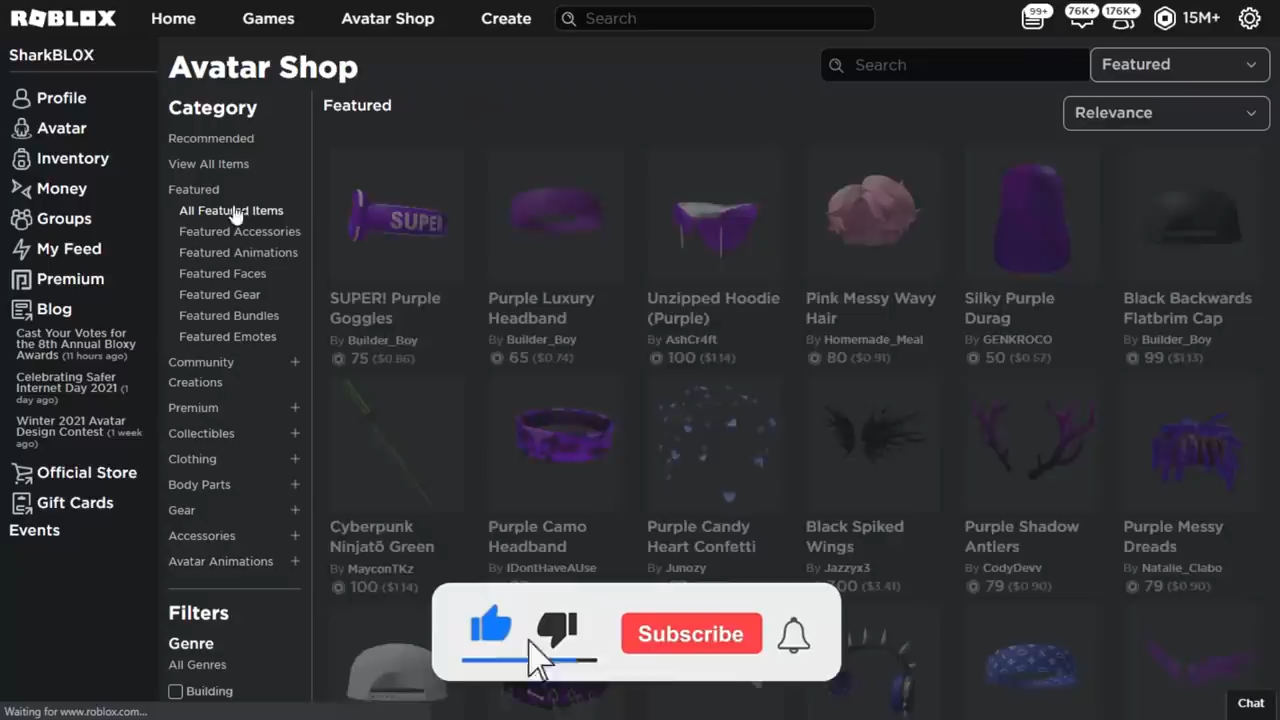 ROBLOX
Home
Games
Avatar Shop
Create
Search
99+
76K+
176K+
15M+
SharkBL0X
Profile
Avatar
Inventory
Money
Groups
My Feed
Premium
Blog
Cast Your Votes for
the 8th Annual Bloxy
Awards (11 hours ago)
Celebrating Safer
Internet Day 2021 (1
day ago)
Winter 2021 Avatar
Design Contest (1 week
ago)
Official Store
Gift Cards
Events
Avatar Shop
Search
Featured
Relevance
Category
Recommended
View All Items
Featured
All Featured Items
Featured Accessories
Featured Animations
Featured Faces
Featured Gear
Featured Bundles
Featured Emotes
Community +
Creations
Premium +
Collectibles +
Clothing +
Body Parts +
Gear +
Accessories +
Avatar Animations +
Filters
Genre
All Genres
Building
Featured
SUPER
SUPER! Purple
Goggles
By Builder_Boy
75 ($0.86)
Purple Luxury
Headband
By Builder_Boy
65 ($0.74)
Unzipped Hoodie
(Purple)
By AshCr4ft
100 ($1.14)
Pink Messy Wavy
Hair
By Homemade_Meal
80 ($0.91)
Silky Purple
Durag
By GENKROCO
50 ($0.57)
Black Backwards
Flatbrim Cap
By Builder_Boy
99 ($1.13)
Cyberpunk
Ninjatō Green
By MayconTKz
100 ($1.14)
Purple Camo
Headband
By IDontHaveAUse
Purple Candy
Heart Confetti
By Junozy
Black Spiked
Wings
By Jazzyx3
300 ($3.41)
Purple Shadow
Antlers
By CodyDevv
79 ($0.90)
Purple Messy
Dreads
By Natalie_Clabo
79 ($0.90)
Subscribe
Waiting for www.roblox.com...
Chat